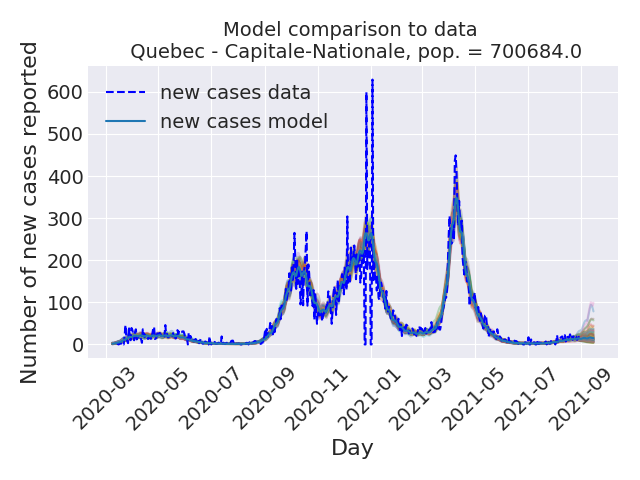 Model comparison to data
Quebec - Capitale-Nationale, pop. = 700684.0
Number of new cases reported
600
500
400
300
200
100
0
new cases data
new cases model
2020-03
2020-05
2020-07
2020-09
2020-11
2021-01
2021-03
2021-05
2021-07
2021-09
Day